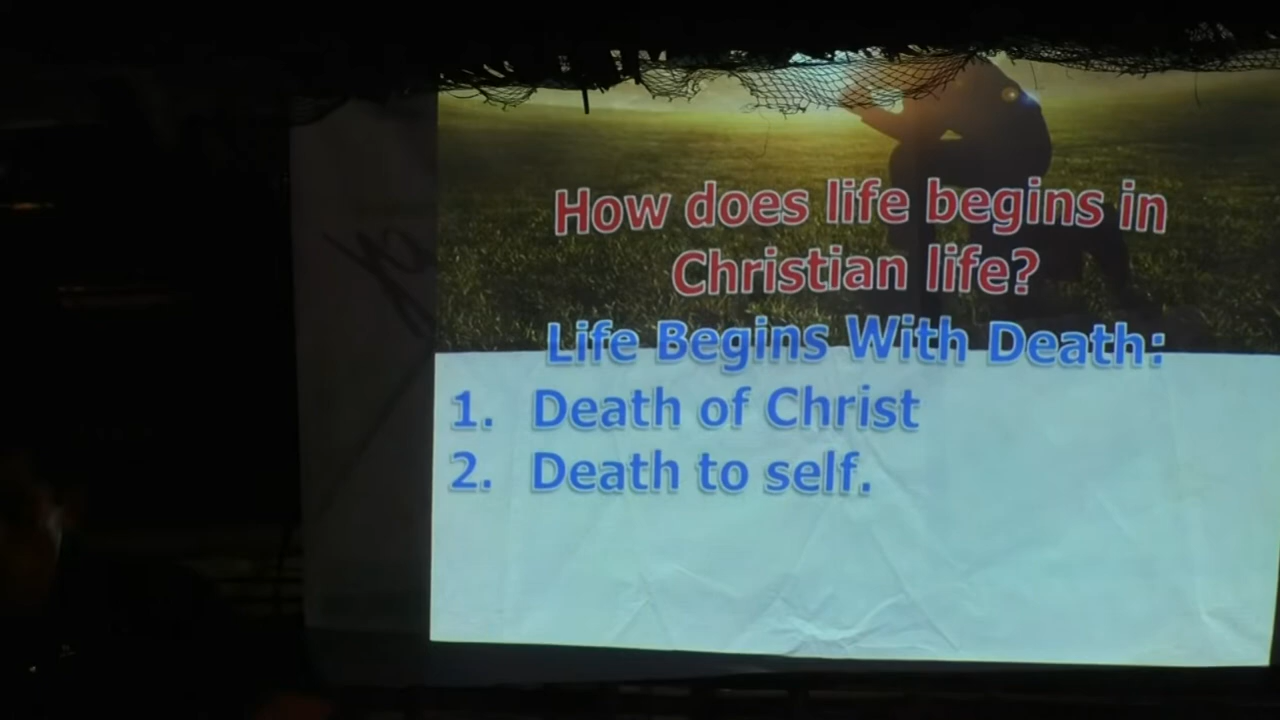 How does life begins in
Christian life?
Life Begins With Death:
1. Death of Christ
2. Death to self.